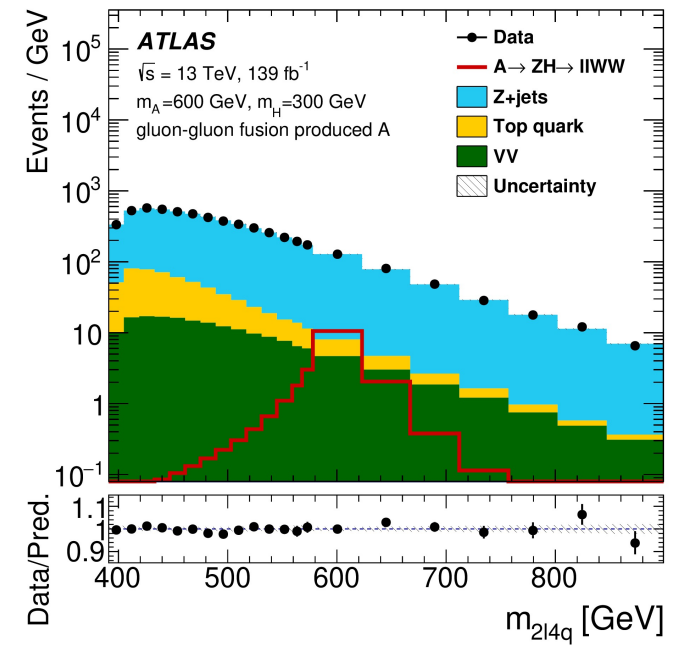 Events / GeV
10⁵
10⁴
10³
10²
10
1
10⁻¹
ATLAS
√s = 13 TeV, 139 fb⁻¹
m_A=600 GeV, m_H=300 GeV
gluon-gluon fusion produced A
Data
A→ ZH→ llWW
Z+jets
Top quark
VV
Uncertainty
Data/Pred.
1.1
1
0.9
400 500 600 700 800
m_2l4q [GeV]